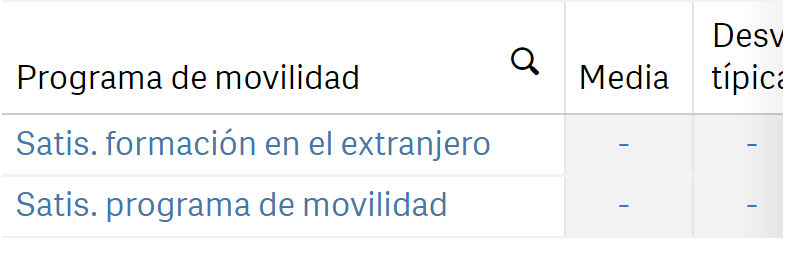 Programa de movilidad Media Desv
típica
Satis. formación en el extranjero - -
Satis. programa de movilidad - -